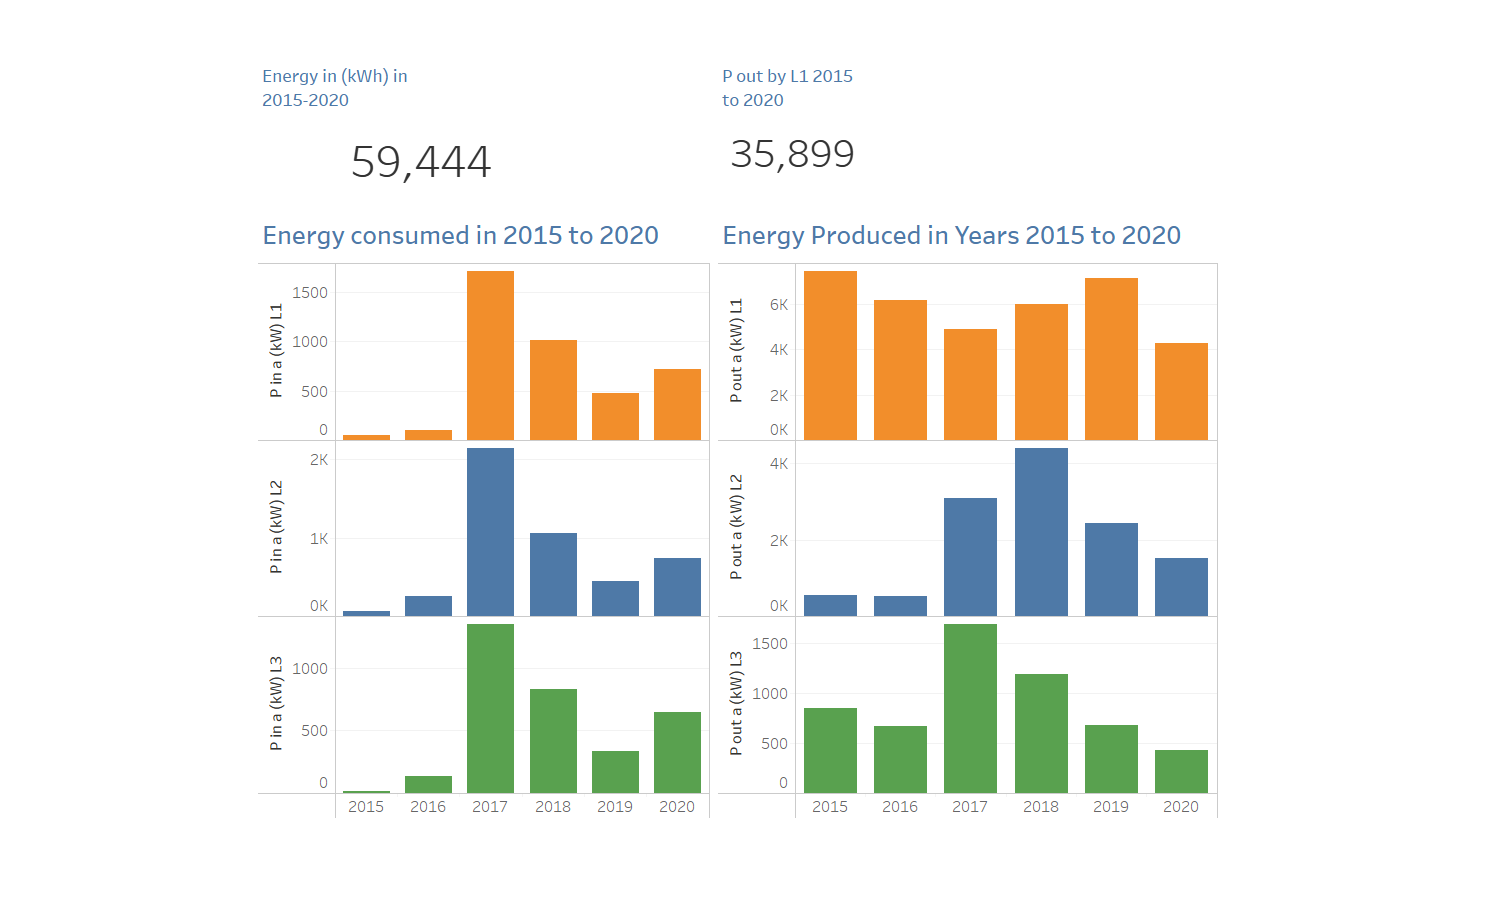 Energy in (kWh) in
2015-2020
59,444
P out by L1 2015
to 2020
35,899
Energy consumed in 2015 to 2020
P in a (kW) L1
1500
1000
500
0
P in a (kW) L2
2K
1K
0K
P in a (kW) L3
1000
500
0
2015 2016 2017 2018 2019 2020
Energy Produced in Years 2015 to 2020
P out a (kW) L1
6K
4K
2K
0K
P out a (kW) L2
4K
2K
0K
P out a (kW) L3
1500
1000
500
0
2015 2016 2017 2018 2019 2020